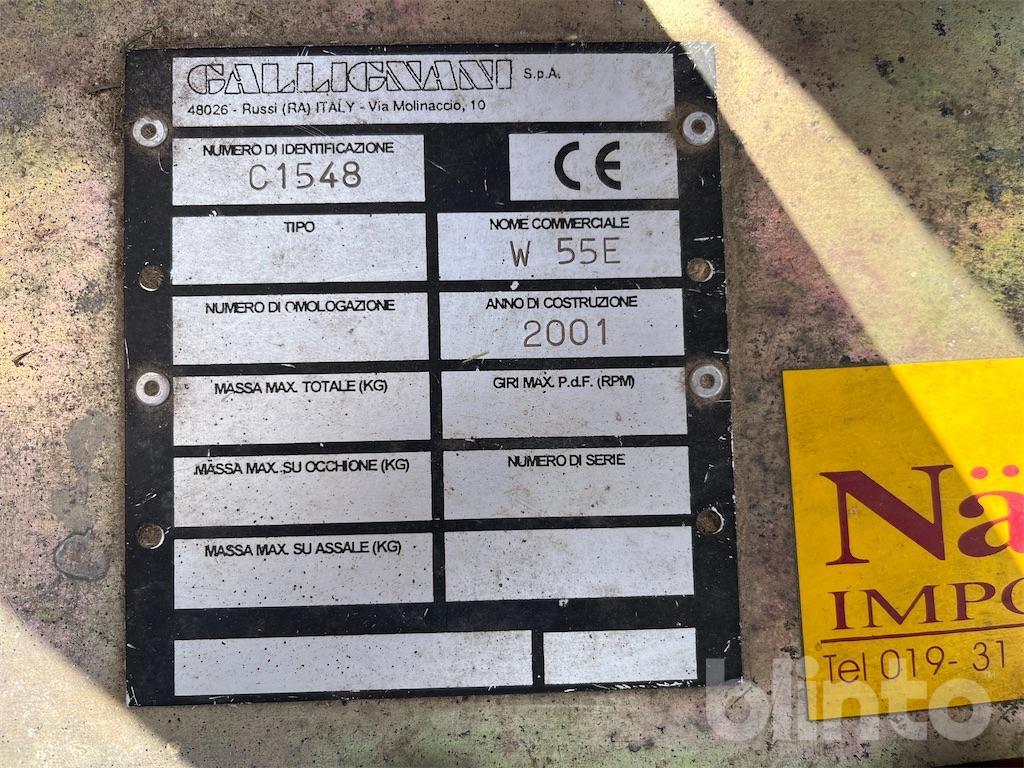 GALLIGNANI S.p.A.
48026 - Russi (RA) ITALY - Via Molinaccio, 10
NUMERO DI IDENTIFICAZIONE
C1548
CE
TIPO
NOME COMMERCIALE
W 55E
NUMERO DI OMOLOGAZIONE
ANNO DI COSTRUZIONE
2001
MASSA MAX. TOTALE (KG)
GIRI MAX. P.d.F. (RPM)
MASSA MAX. SU OCCHIONE (KG)
NUMERO DI SERIE
MASSA MAX. SU ASSALE (KG)
Nä
IMPO
Tel 019- 31
blinto